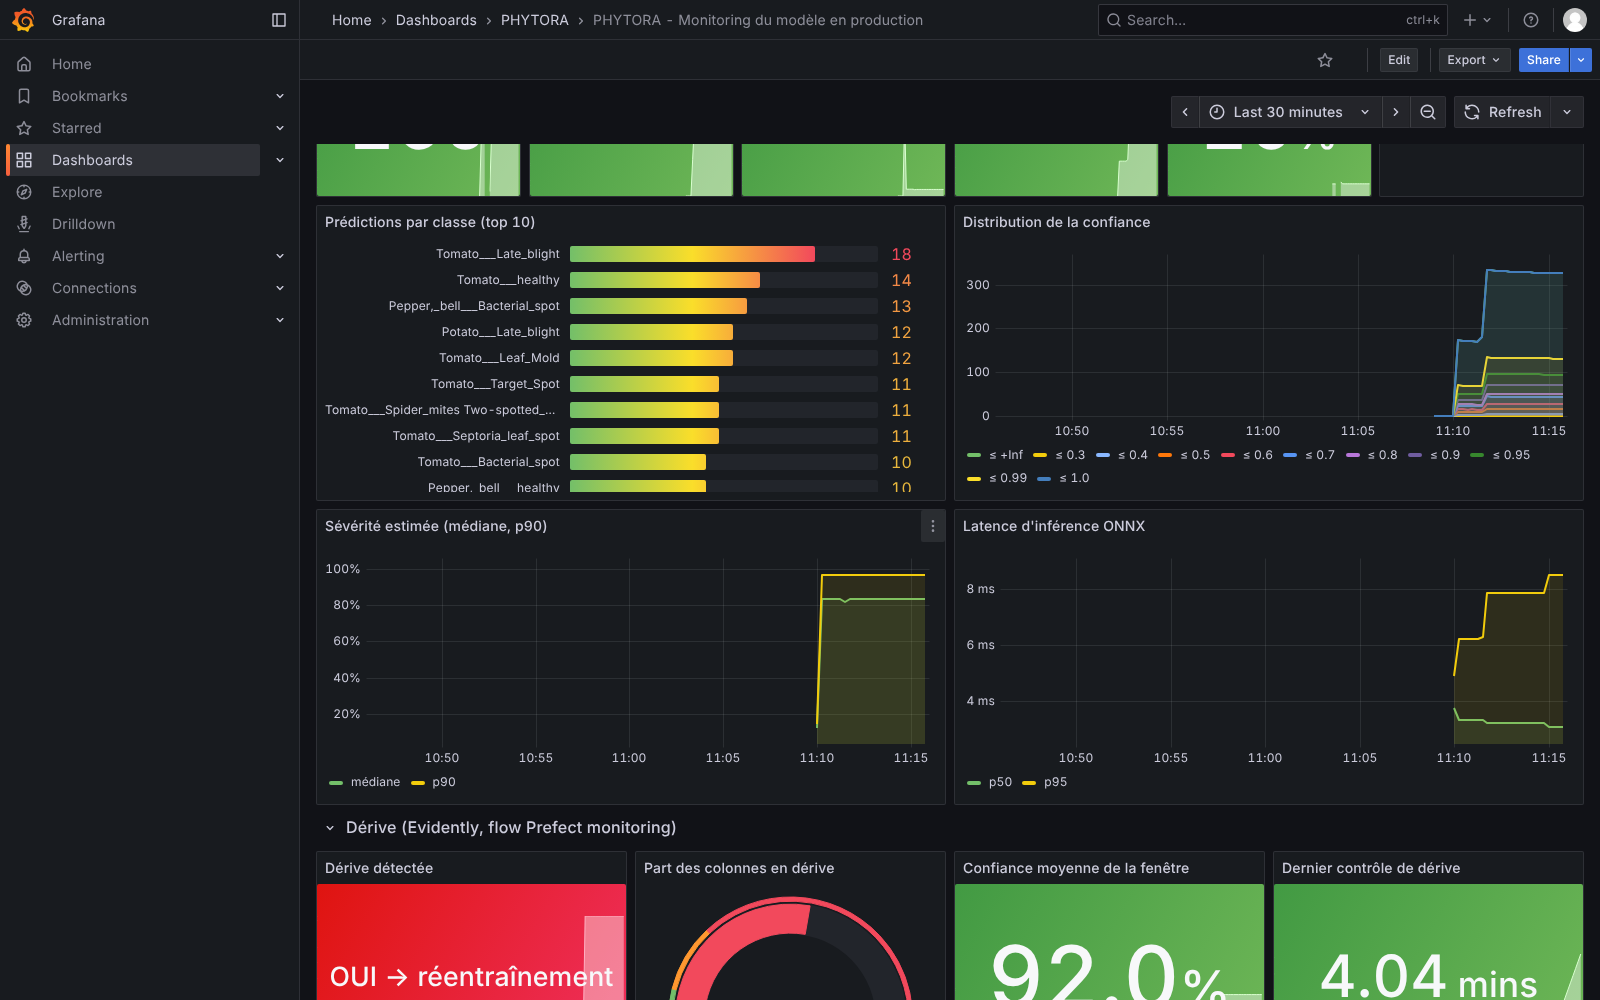 Grafana
Home › Dashboards › PHYTORA › PHYTORA - Monitoring du modèle en production
Search... ctrl+k
Home
Bookmarks
Starred
Dashboards
Explore
Drilldown
Alerting
Connections
Administration
Edit
Export
Share
Last 30 minutes
Refresh
Prédictions par classe (top 10)
Tomato___Late_blight 18
Tomato___healthy 14
Pepper,_bell___Bacterial_spot 13
Potato___Late_blight 12
Tomato___Leaf_Mold 12
Tomato___Target_Spot 11
Tomato___Spider_mites Two-spotted_... 11
Tomato___Septoria_leaf_spot 11
Tomato___Bacterial_spot 10
Pepper,_bell___healthy 10
Distribution de la confiance
300
200
100
0
10:50 10:55 11:00 11:05 11:10 11:15
≤ +Inf ≤ 0.3 ≤ 0.4 ≤ 0.5 ≤ 0.6 ≤ 0.7 ≤ 0.8 ≤ 0.9 ≤ 0.95
≤ 0.99 ≤ 1.0
Sévérité estimée (médiane, p90)
100%
80%
60%
40%
20%
10:50 10:55 11:00 11:05 11:10 11:15
médiane p90
Latence d'inférence ONNX
8 ms
6 ms
4 ms
10:50 10:55 11:00 11:05 11:10 11:15
p50 p95
Dérive (Evidently, flow Prefect monitoring)
Dérive détectée
OUI → réentraînement
Part des colonnes en dérive
Confiance moyenne de la fenêtre
92.0%
Dernier contrôle de dérive
4.04 mins